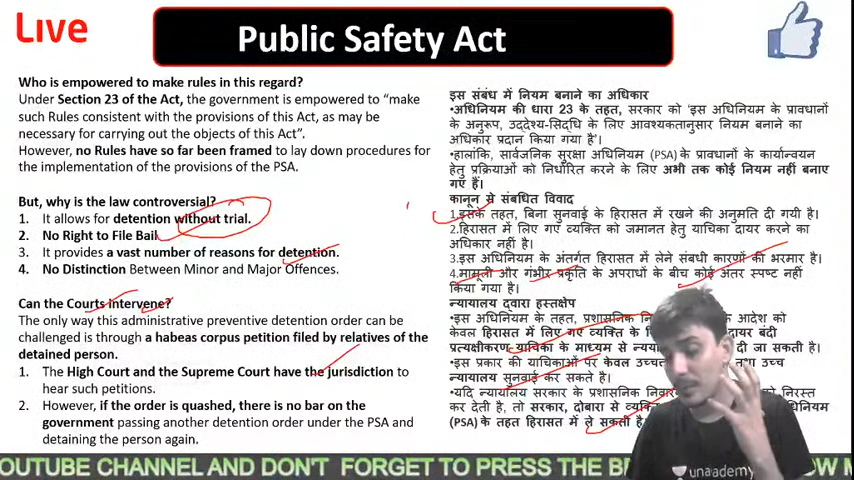 Live
Public Safety Act
Who is empowered to make rules in this regard?
Under Section 23 of the Act, the government is empowered to “make
such Rules consistent with the provisions of this Act, as may be
necessary for carrying out the objects of this Act”.
However, no Rules have so far been framed to lay down procedures for
the implementation of the provisions of the PSA.
But, why is the law controversial?
1. It allows for detention without trial.
2. No Right to File Bail
3. It provides a vast number of reasons for detention.
4. No Distinction Between Minor and Major Offences.
Can the Courts intervene?
The only way this administrative preventive detention order can be
challenged is through a habeas corpus petition filed by relatives of the
detained person.
1. The High Court and the Supreme Court have the jurisdiction to
hear such petitions.
2. However, if the order is quashed, there is no bar on the
government passing another detention order under the PSA and
detaining the person again.
इस संबंध में नियम बनाने का अधिकार
•अधिनियम की धारा 23 के तहत, सरकार को ‘इस अधिनियम के प्रावधानों
के अनुरूप, उद्देश्य-सिद्धि के लिए आवश्यकतानुसार नियम बनाने का
अधिकार प्रदान किया गया है’।
•हालांकि, सार्वजनिक सुरक्षा अधिनियम (PSA) के प्रावधानों के कार्यान्वयन
हेतु प्रक्रियाओं को निर्धारित करने के लिए अभी तक कोई नियम नहीं बनाए
गए हैं।
कानून से संबधित विवाद
1.इसके तहत, बिना सुनवाई के हिरासत में रखने की अनुमति दी गयी है।
2.हिरासत में लिए गए व्यक्ति को जमानत हेतु याचिका दायर करने का
अधिकार नहीं है।
3.इस अधिनियम के अंतर्गत हिरासत में लेने संबधी कारणों की भरमार है।
4.मामूली और गंभीर प्रकृति के अपराधों के बीच कोई अंतर स्पष्ट नहीं
किया गया है।
न्यायालय द्वारा हस्तक्षेप
•इस अधिनियम के तहत, प्रशासनिक के आदेश को
केवल हिरासत में लिए गए व्यक्ति के दायर बंदी
प्रत्यक्षीकरण याचिका के माध्यम से दी जा सकती है।
•इस प्रकार की याचिकाओं पर केवल उच्च
न्यायालय सुनवाई कर सकते है।
•यदि न्यायालय सरकार के प्रशासनिक को निरस्त
कर देती है, तो सरकार, दोबारा से
(PSA) के तहत हिरासत में ले सकती है
unacademy
OUTUBE CHANNEL AND DON'T FORGET TO PRESS THE